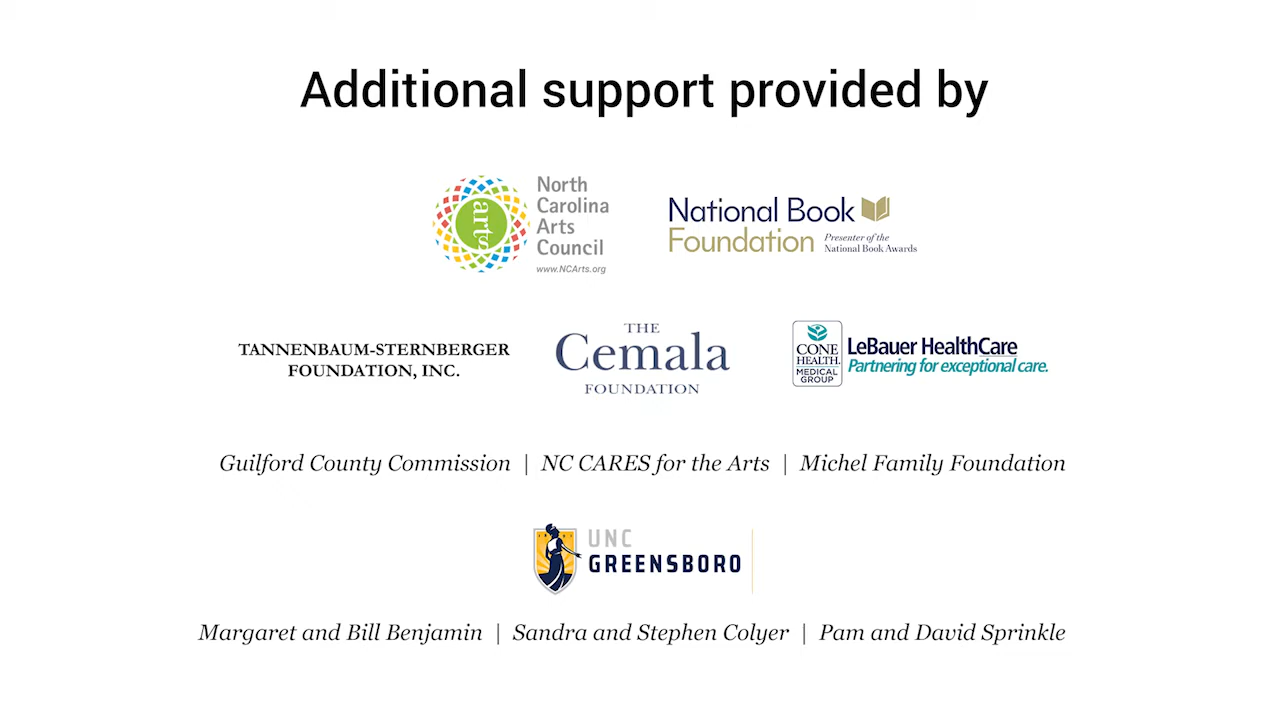 Additional support provided by
arts
North
Carolina
Arts
Council
www.NCArts.org
National Book
Foundation
Presenter of the
National Book Awards
TANNENBAUM-STERNBERGER
FOUNDATION, INC.
THE
Cemala
FOUNDATION
CONE
HEALTH.
MEDICAL
GROUP
LeBauer HealthCare
Partnering for exceptional care.
Guilford County Commission | NC CARES for the Arts | Michel Family Foundation
UNC
GREENSBORO
Margaret and Bill Benjamin | Sandra and Stephen Colyer | Pam and David Sprinkle